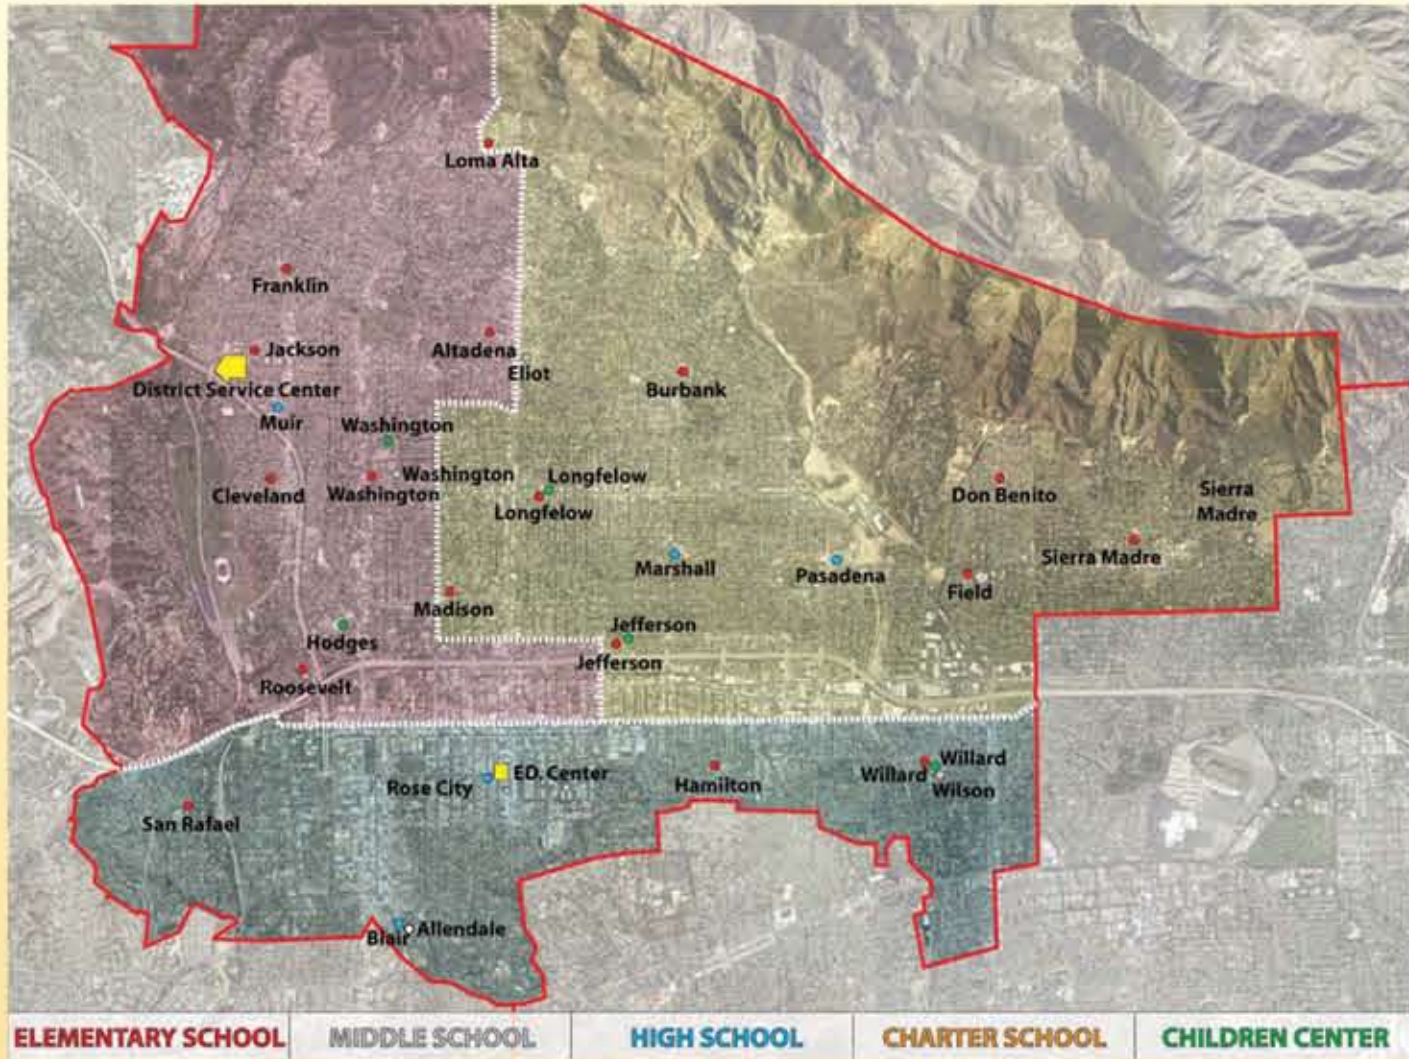 Loma Alta
Franklin
Jackson
Altadena
Eliot
District Service Center
Burbank
Muir
Washington
Washington
Cleveland
Washington
Longfelow
Longfelow
Don Benito
Sierra
Madre
Sierra Madre
Marshall
Pasadena
Field
Madison
Hodges
Jefferson
Jefferson
Roosevelt
Rose City
ED. Center
Hamilton
Willard
Willard
Wilson
San Rafael
Blair
Allendale
ELEMENTARY SCHOOL
MIDDLE SCHOOL
HIGH SCHOOL
CHARTER SCHOOL
CHILDREN CENTER